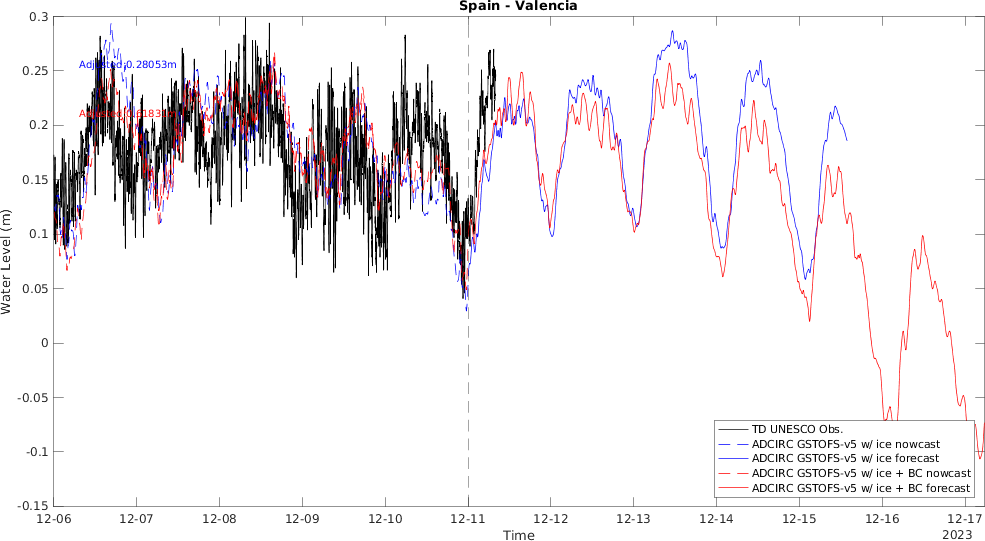 Spain - Valencia
0.3
0.25
0.2
0.15
0.1
0.05
0
-0.05
-0.1
-0.15
Water Level (m)
Adjusted 0.28053m
TD UNESCO Obs.
ADCIRC GSTOFS-v5 w/ ice nowcast
ADCIRC GSTOFS-v5 w/ ice forecast
ADCIRC GSTOFS-v5 w/ ice + BC nowcast
ADCIRC GSTOFS-v5 w/ ice + BC forecast
12-06 12-07 12-08 12-09 12-10 12-11 12-12 12-13 12-14 12-15 12-16 12-17
Time
2023